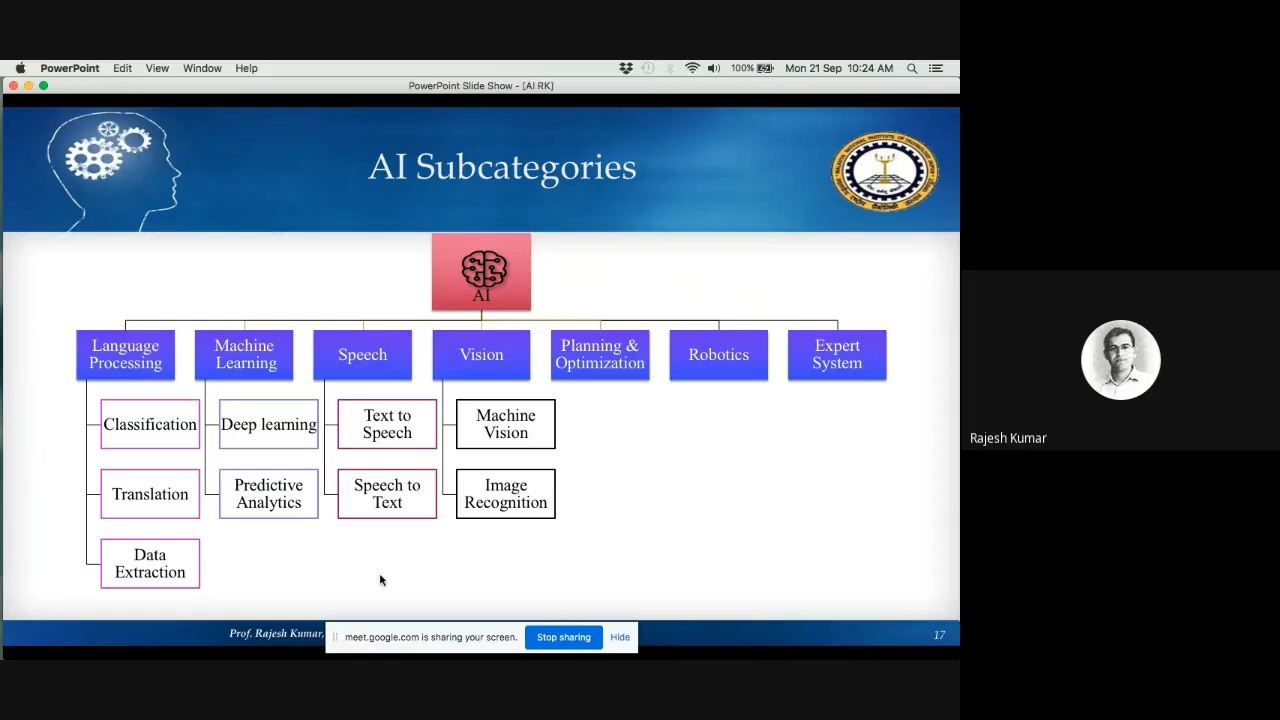 PowerPoint Edit View Window Help 100% Mon 21 Sep 10:24 AM
PowerPoint Slide Show - [AI RK]
AI Subcategories
AI
Language
Processing
Machine
Learning
Speech
Vision
Planning &
Optimization
Robotics
Expert
System
Classification
Deep learning
Text to
Speech
Machine
Vision
Translation
Predictive
Analytics
Speech to
Text
Image
Recognition
Data
Extraction
Rajesh Kumar
Prof. Rajesh Kumar,
meet.google.com is sharing your screen. Stop sharing Hide
17